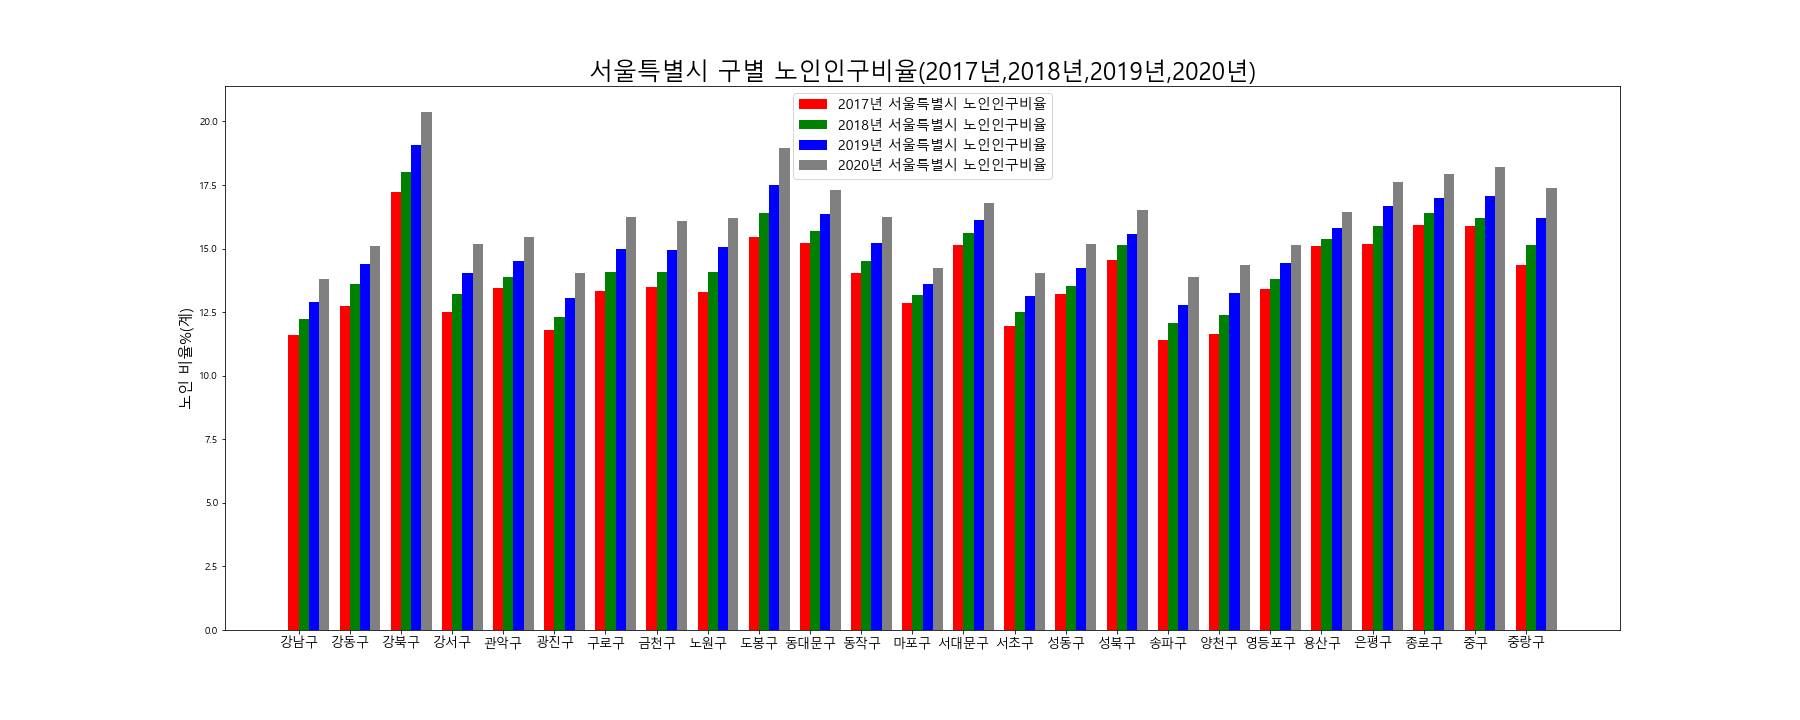 서울특별시 구별 노인인구비율(2017년,2018년,2019년,2020년)
2017년 서울특별시 노인인구비율
2018년 서울특별시 노인인구비율
2019년 서울특별시 노인인구비율
2020년 서울특별시 노인인구비율
노인 비율%(계)
20.0
17.5
15.0
12.5
10.0
7.5
5.0
2.5
0.0
강남구 강동구 강북구 강서구 관악구 광진구 구로구 금천구 노원구 도봉구 동대문구 동작구 마포구 서대문구 서초구 성동구 성북구 송파구 양천구 영등포구 용산구 은평구 종로구 중구 중랑구